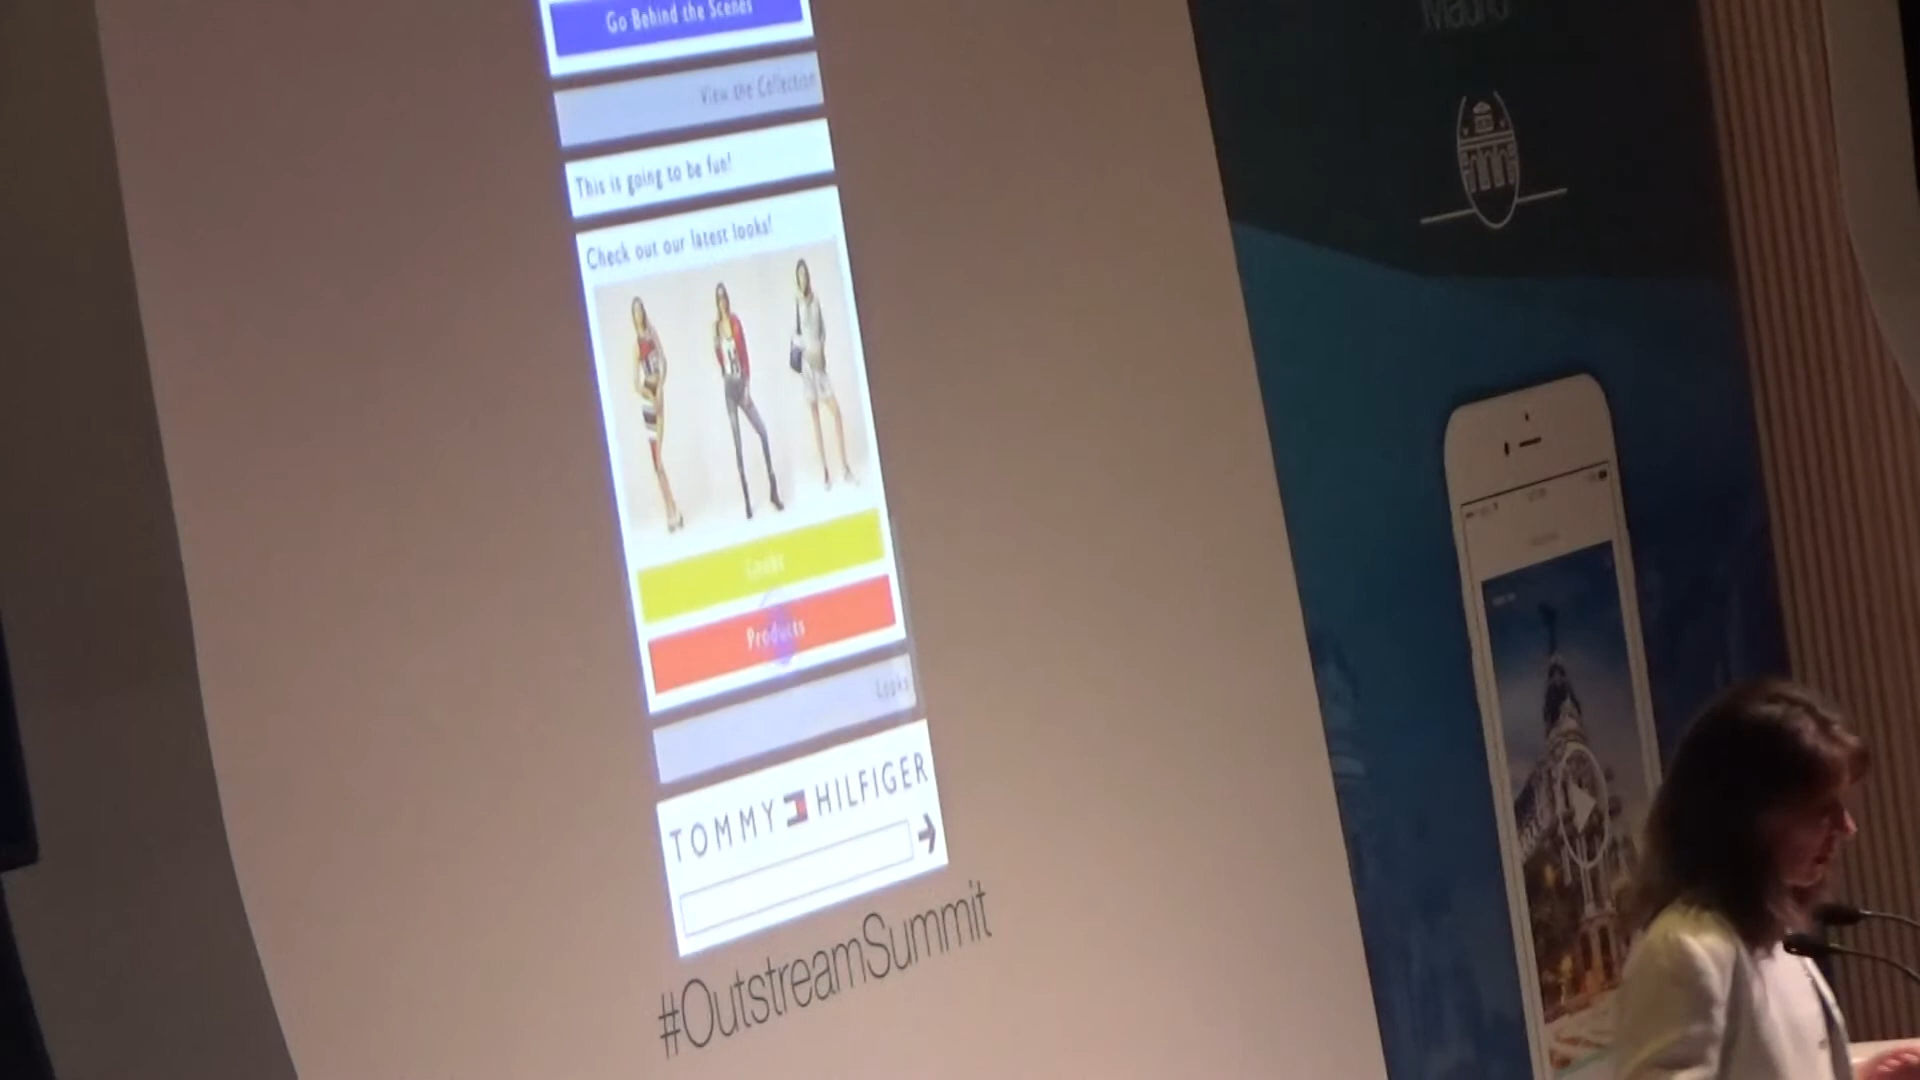 Go Behind the Scenes
View the Collection
This is going to be fun!
Check out our latest looks!
Looks
Products
Looks
TOMMY HILFIGER
#OutstreamSummit
Madrid